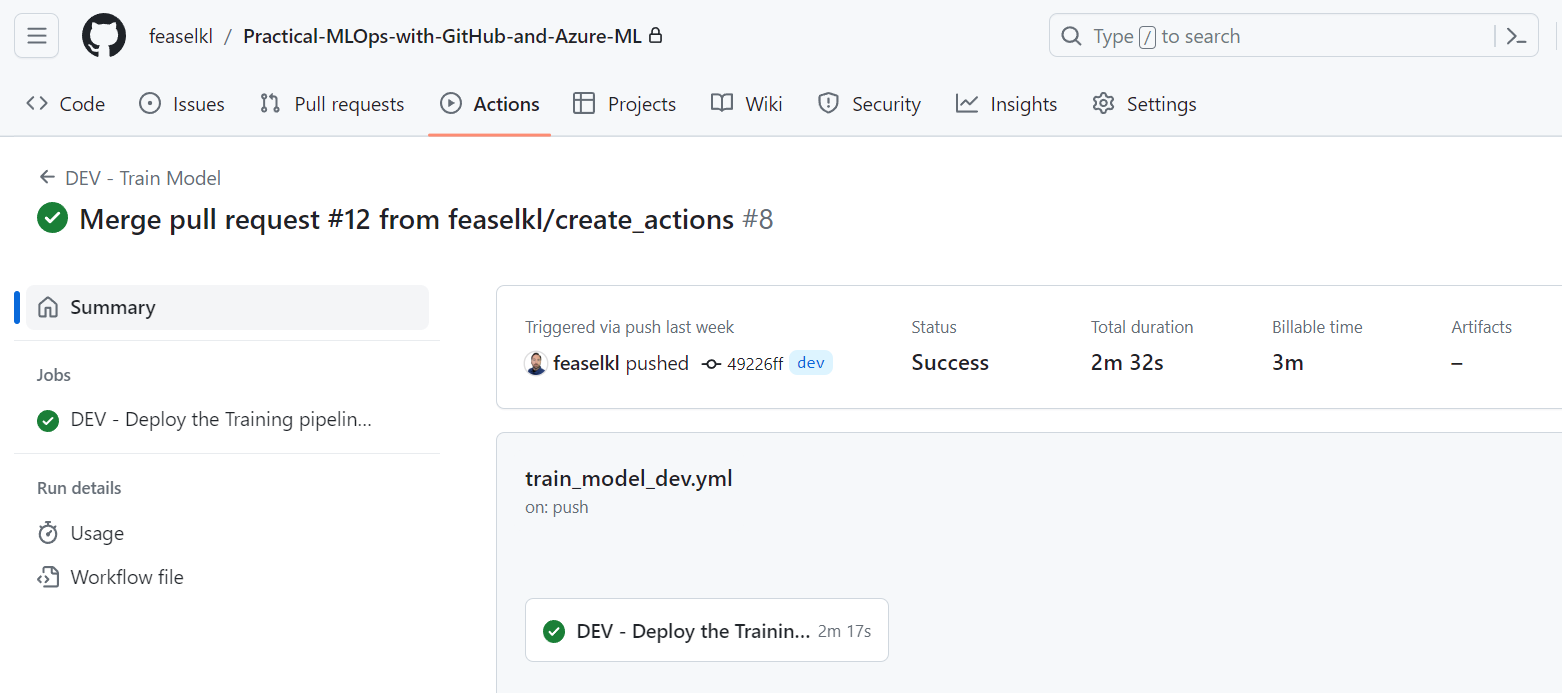 feaselkl / Practical-MLOps-with-GitHub-and-Azure-ML
Type / to search
Code Issues Pull requests Actions Projects Wiki Security Insights Settings
DEV - Train Model
Merge pull request #12 from feaselkl/create_actions #8
Summary
Jobs
DEV - Deploy the Training pipelin...
Run details
Usage
Workflow file
Triggered via push last week
feaselkl pushed 49226ff dev
Status
Success
Total duration
2m 32s
Billable time
3m
Artifacts
–
train_model_dev.yml
on: push
DEV - Deploy the Trainin... 2m 17s